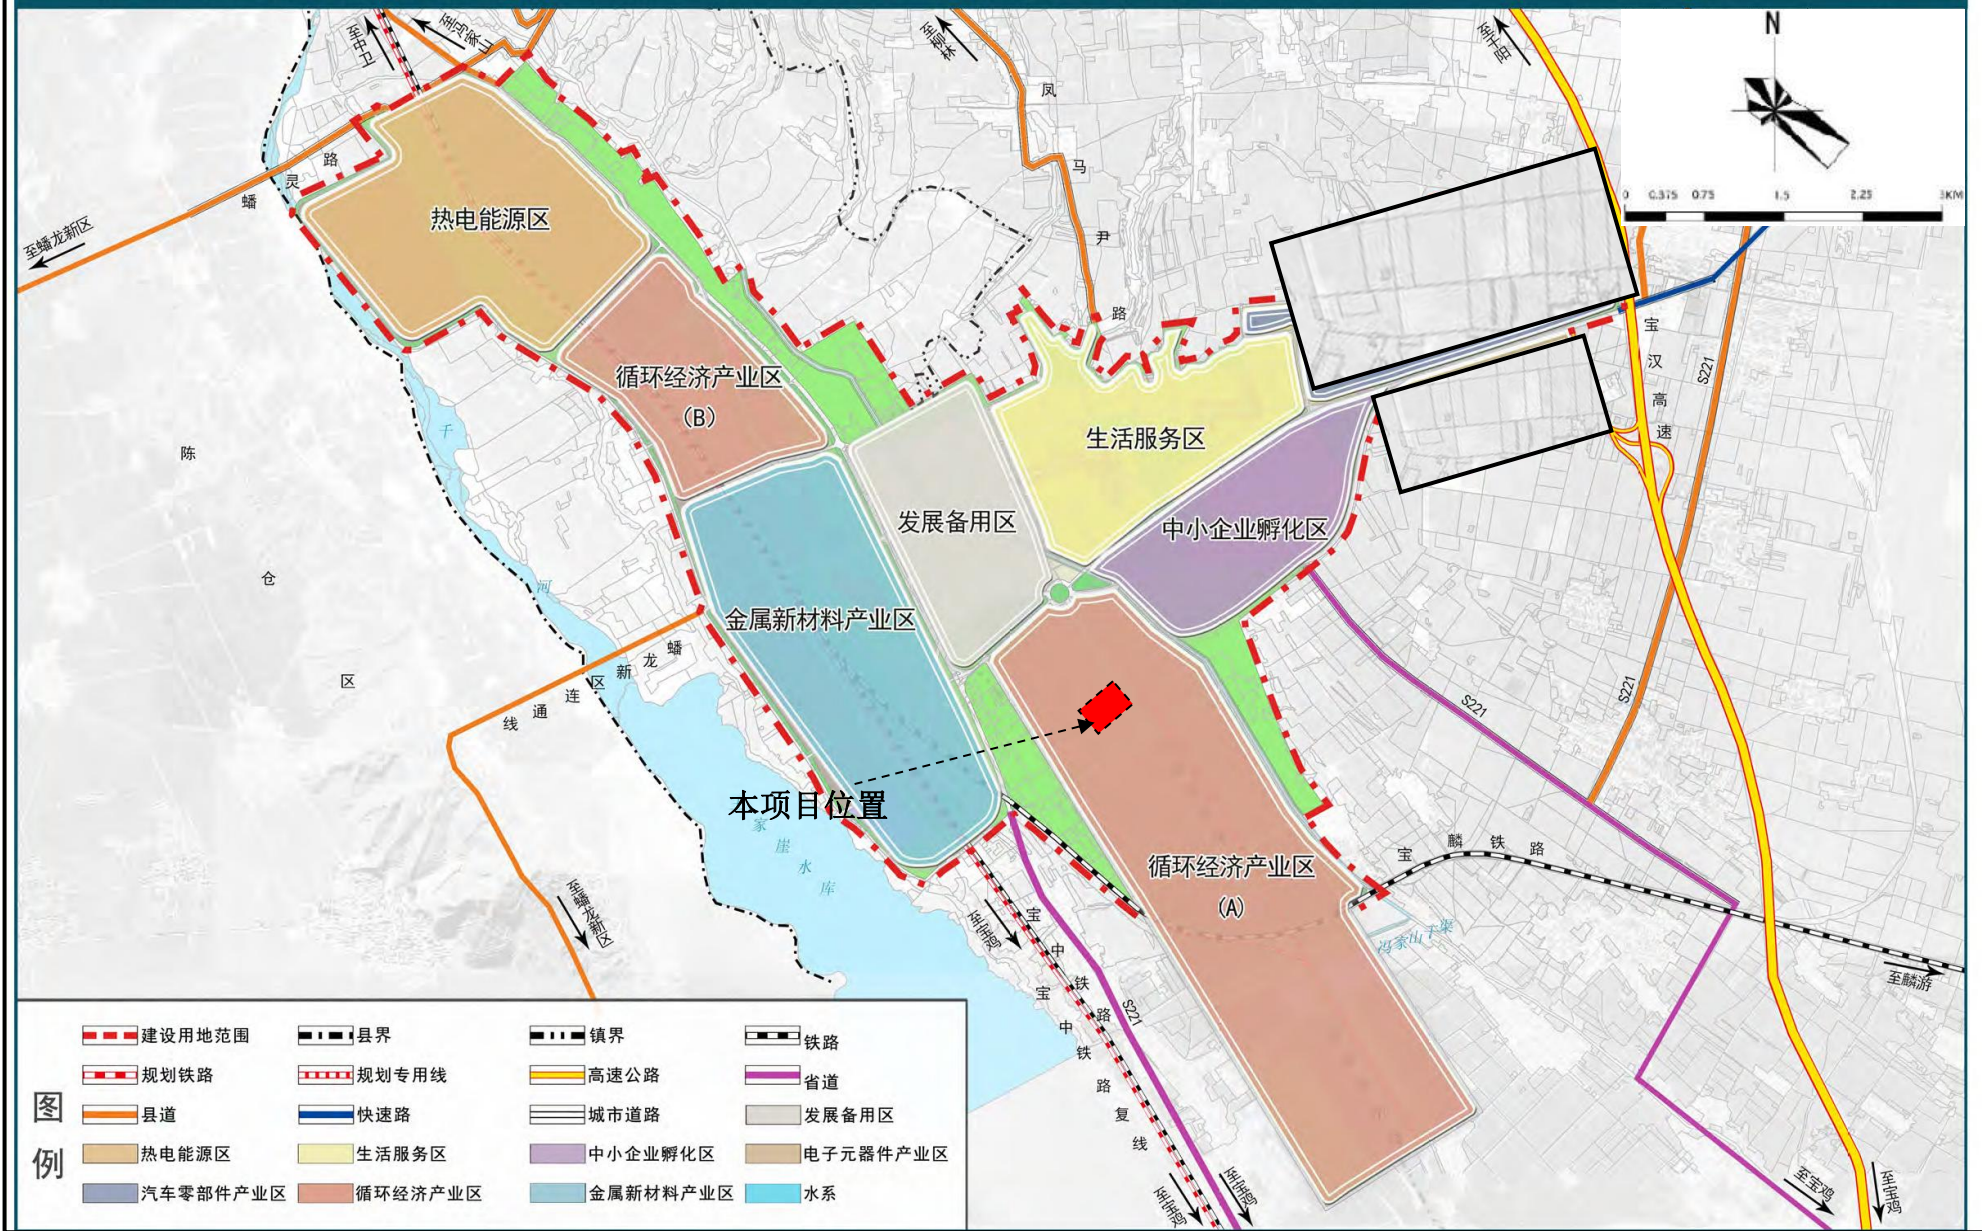 至中卫
至冯家山
至柳林
至千阳
N
0 0.375 0.75 1.5 2.25 3KM
凤马尹路
蟠灵路
至蟠龙新区
热电能源区
循环经济产业区
(B)
生活服务区
发展备用区
中小企业孵化区
金属新材料产业区
宝汉高速
S221
S221
S221
陈仓区
千河
蟠龙新区连通线
本项目位置
家崖水库
循环经济产业区
(A)
宝麟铁路
冯家山干渠
至麟游
至蟠龙新区
至宝鸡
宝中铁路
宝中铁路复线
S221
至宝鸡
至宝鸡
至宝鸡
至宝鸡
图例
建设用地范围 县界 镇界 铁路
规划铁路 规划专用线 高速公路 省道
县道 快速路 城市道路 发展备用区
热电能源区 生活服务区 中小企业孵化区 电子元器件产业区
汽车零部件产业区 循环经济产业区 金属新材料产业区 水系